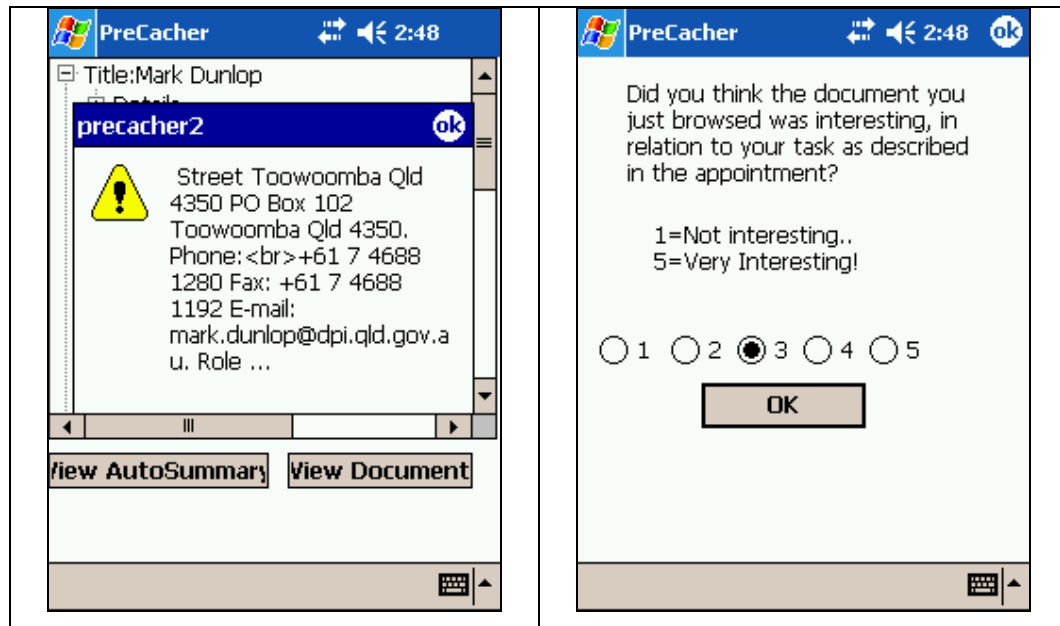 PreCacher 2:48
Title:Mark Dunlop
Details
precacher2 ok
Street Toowoomba Qld
4350 PO Box 102
Toowoomba Qld 4350.
Phone:<br>+61 7 4688
1280 Fax: +61 7 4688
1192 E-mail:
mark.dunlop@dpi.qld.gov.a
u. Role ...
View AutoSummary View Document
PreCacher 2:48 ok
Did you think the document you
just browsed was interesting, in
relation to your task as described
in the appointment?
1=Not interesting..
5=Very Interesting!
1 2 3 4 5
OK